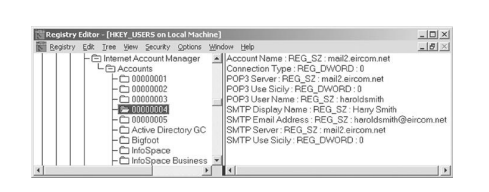 Registry Editor - [HKEY_USERS on Local Machine]
Registry Edit Tree View Security Options Window Help
Internet Account Manager
Accounts
00000001
00000002
00000003
00000004
00000005
Active Directory GC
Bigfoot
InfoSpace
InfoSpace Business
Account Name : REG_SZ : mail2.eircom.net
Connection Type : REG_DWORD : 0
POP3 Server : REG_SZ : mail2.eircom.net
POP3 Use Sicily : REG_DWORD : 0
POP3 User Name : REG_SZ : haroldsmith
SMTP Display Name : REG_SZ : Harry Smith
SMTP Email Address : REG_SZ : haroldsmith@eircom.net
SMTP Server : REG_SZ : mail2.eircom.net
SMTP Use Sicily : REG_DWORD : 0